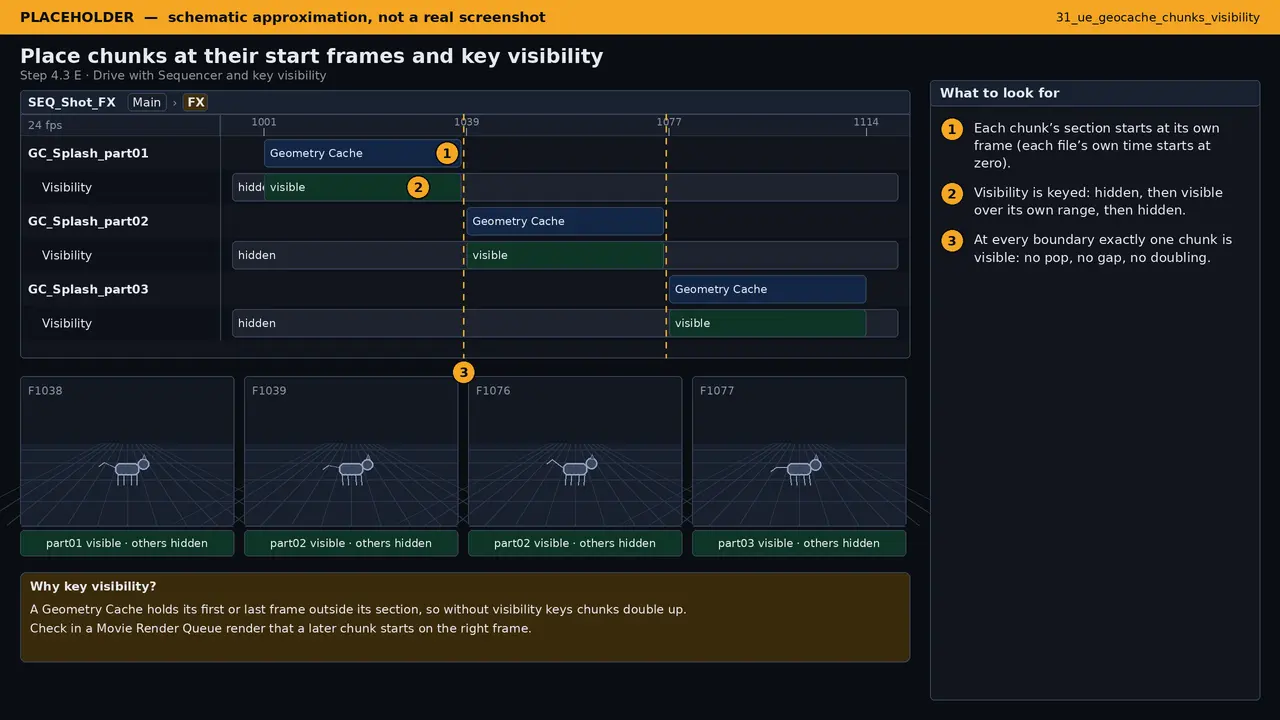 PLACEHOLDER — schematic approximation, not a real screenshot
31_ue_geocache_chunks_visibility
Place chunks at their start frames and key visibility
Step 4.3 E · Drive with Sequencer and key visibility
SEQ_Shot_FX Main › FX
24 fps 1001 1039 1077 1114
GC_Splash_part01 Geometry Cache 1
Visibility hidd visible 2
GC_Splash_part02 Geometry Cache
Visibility hidden visible
GC_Splash_part03 Geometry Cache
Visibility hidden visible
3
F1038 F1039 F1076 F1077
part01 visible · others hidden
part02 visible · others hidden
part02 visible · others hidden
part03 visible · others hidden
Why key visibility?
A Geometry Cache holds its first or last frame outside its section, so without visibility keys chunks double up.
Check in a Movie Render Queue render that a later chunk starts on the right frame.
What to look for
1 Each chunk’s section starts at its own
frame (each file’s own time starts at
zero).
2 Visibility is keyed: hidden, then visible
over its own range, then hidden.
3 At every boundary exactly one chunk is
visible: no pop, no gap, no doubling.